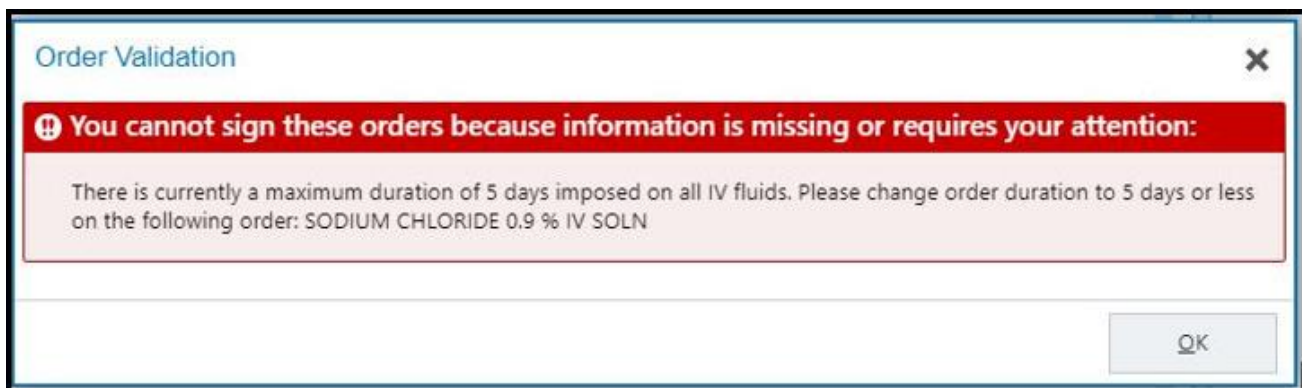 Order Validation
You cannot sign these orders because information is missing or requires your attention:
There is currently a maximum duration of 5 days imposed on all IV fluids. Please change order duration to 5 days or less
on the following order: SODIUM CHLORIDE 0.9 % IV SOLN
OK